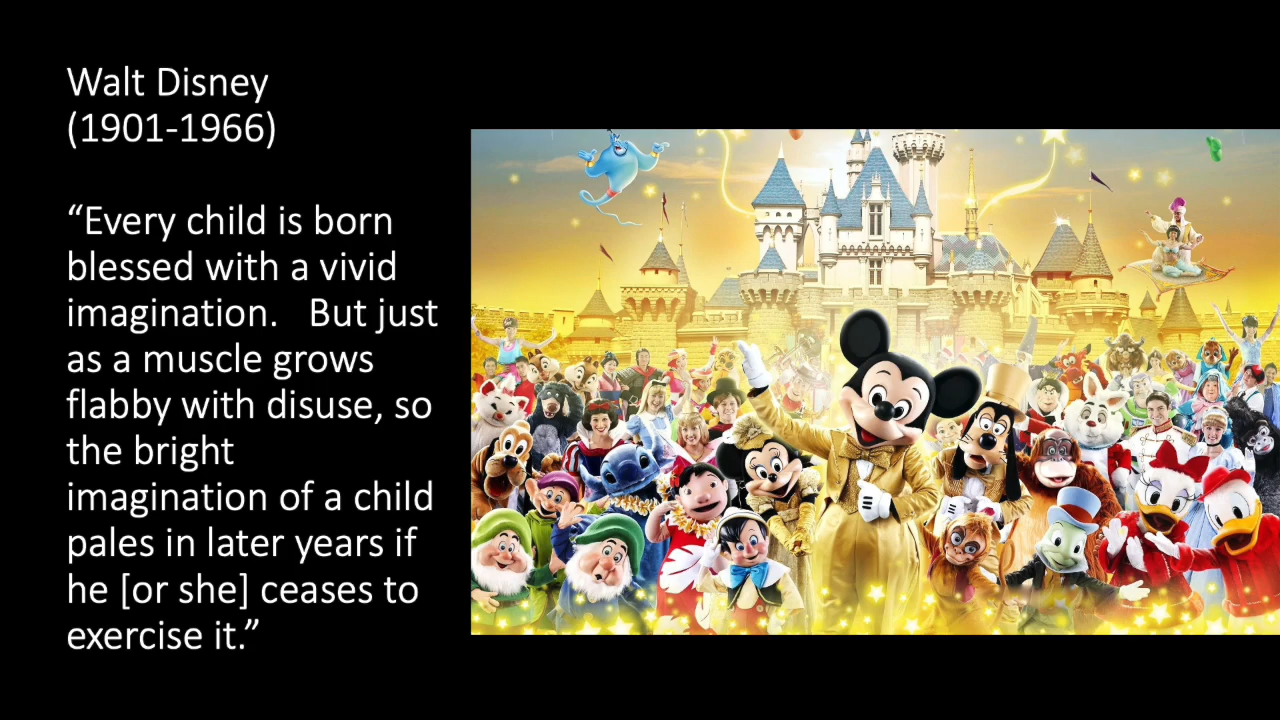 Walt Disney
(1901-1966)
“Every child is born
blessed with a vivid
imagination.   But just
as a muscle grows
flabby with disuse, so
the bright
imagination of a child
pales in later years if
he [or she] ceases to
exercise it.”